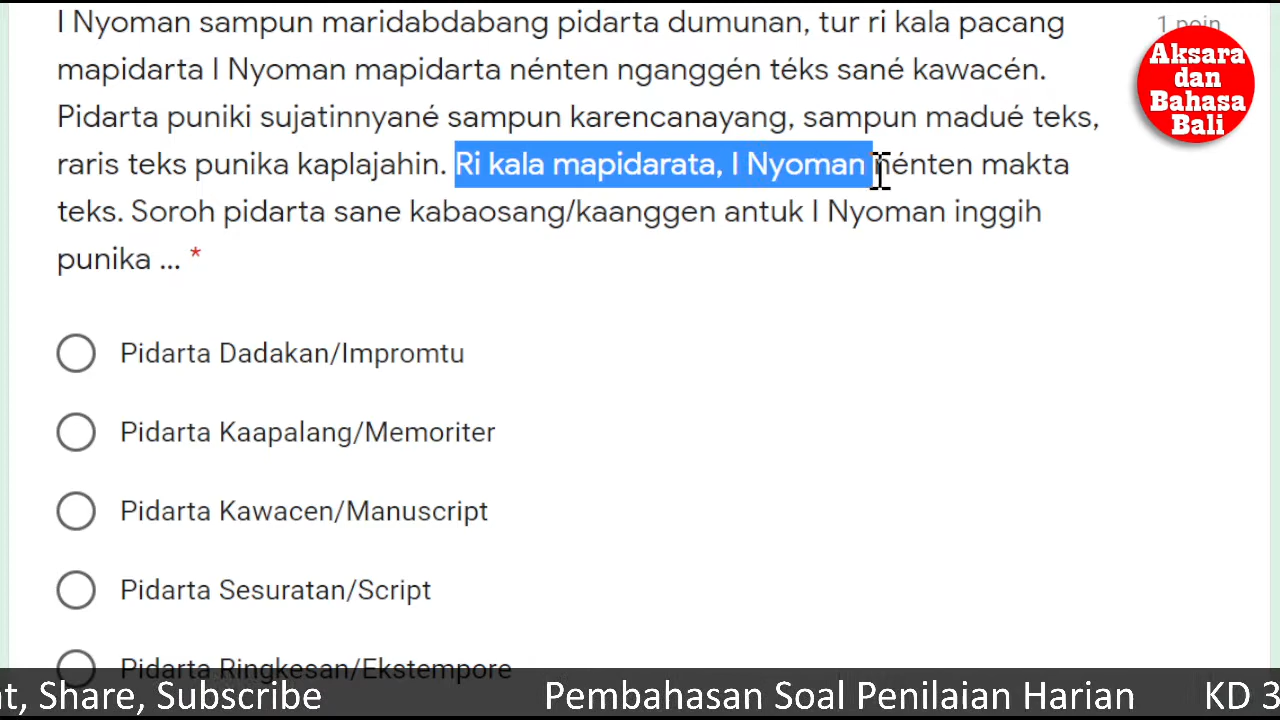 I Nyoman sampun maridabdabang pidarta dumunan, tur ri kala pacang
1 poin
mapidarta I Nyoman mapidarta nénten nganggén téks sané kawacén.
Pidarta puniki sujatinnyané sampun karencanayang, sampun madué teks,
raris teks punika kaplajahin. Ri kala mapidarata, I Nyoman nénten makta
teks. Soroh pidarta sane kabaosang/kaanggen antuk I Nyoman inggih
punika ... *
Aksara
dan
Bahasa
Bali
Pidarta Dadakan/Impromtu
Pidarta Kaapalang/Memoriter
Pidarta Kawacen/Manuscript
Pidarta Sesuratan/Script
Pidarta Ringkesan/Ekstempore
Share, Subscribe Pembahasan Soal Penilaian Harian KD 3